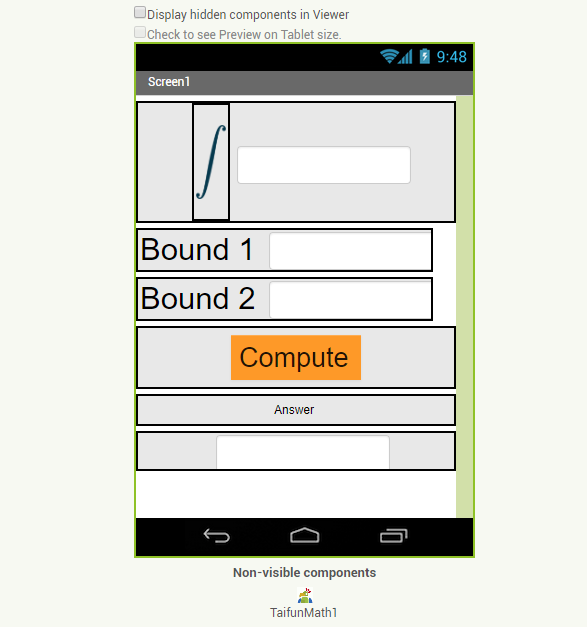 Display hidden components in Viewer
Check to see Preview on Tablet size.
9:48
Screen1
∫
Bound 1
Bound 2
Compute
Answer
Non-visible components
TaifunMath1